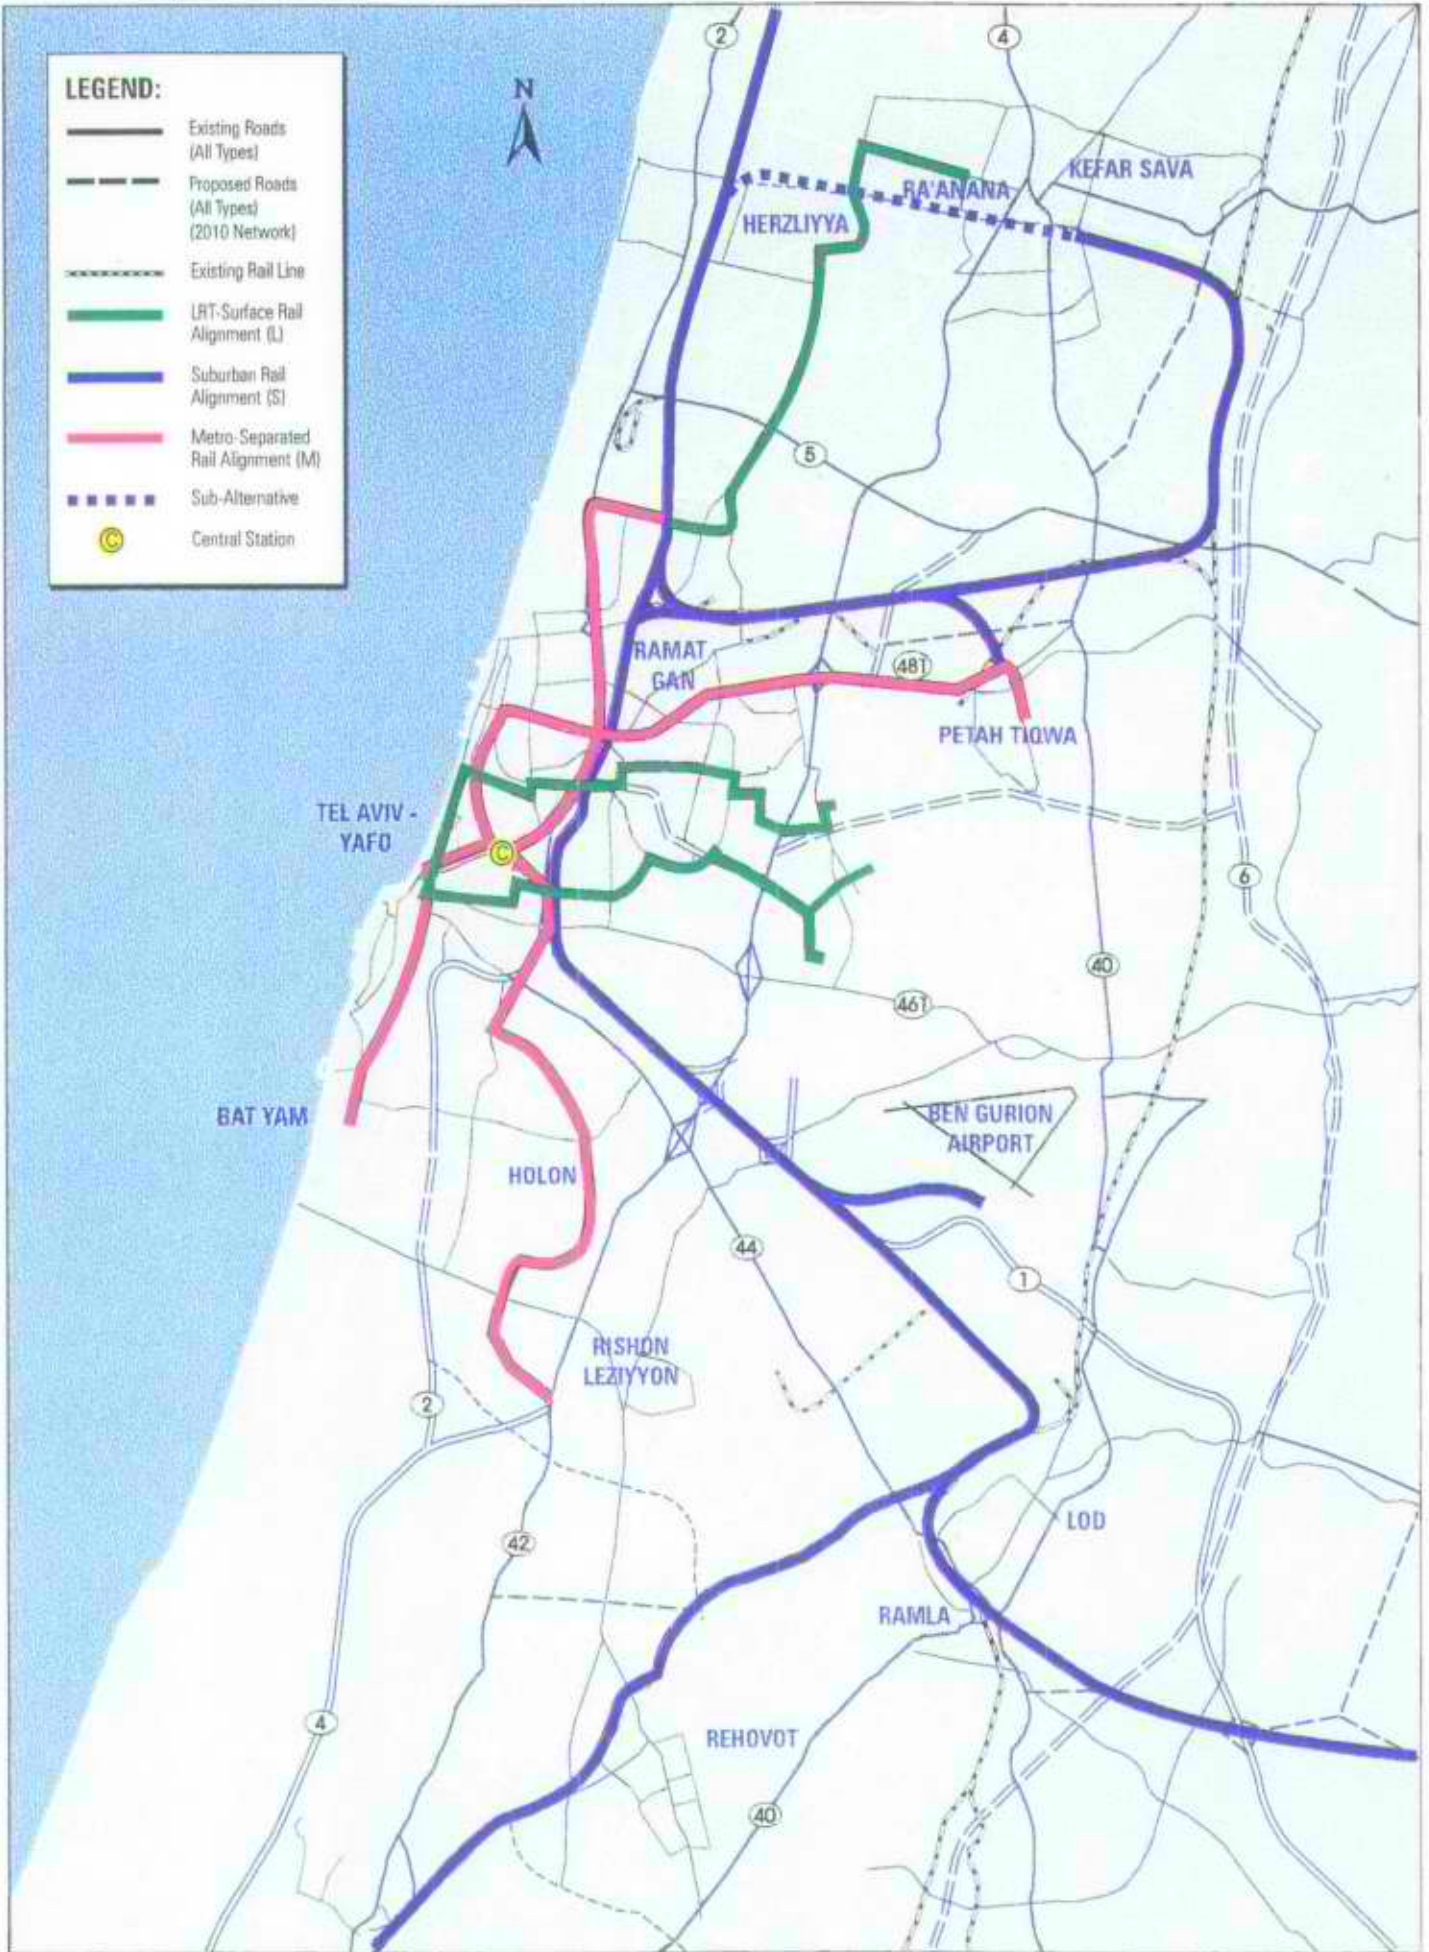 LEGEND:
Existing Roads
(All Types)
Proposed Roads
(All Types)
(2010 Network)
Existing Rail Line
LRT-Surface Rail
Alignment (L)
Suburban Rail
Alignment (S)
Metro-Separated
Rail Alignment (M)
Sub-Alternative
C
Central Station
N
2
4
KEFAR SAVA
RA'ANANA
HERZLIYYA
5
RAMAT
GAN
481
PETAH TIQWA
TEL AVIV -
YAFO
C
6
40
461
BAT YAM
BEN GURION
AIRPORT
HOLON
44
1
RISHON
LEZIYYON
2
LOD
42
RAMLA
4
REHOVOT
40